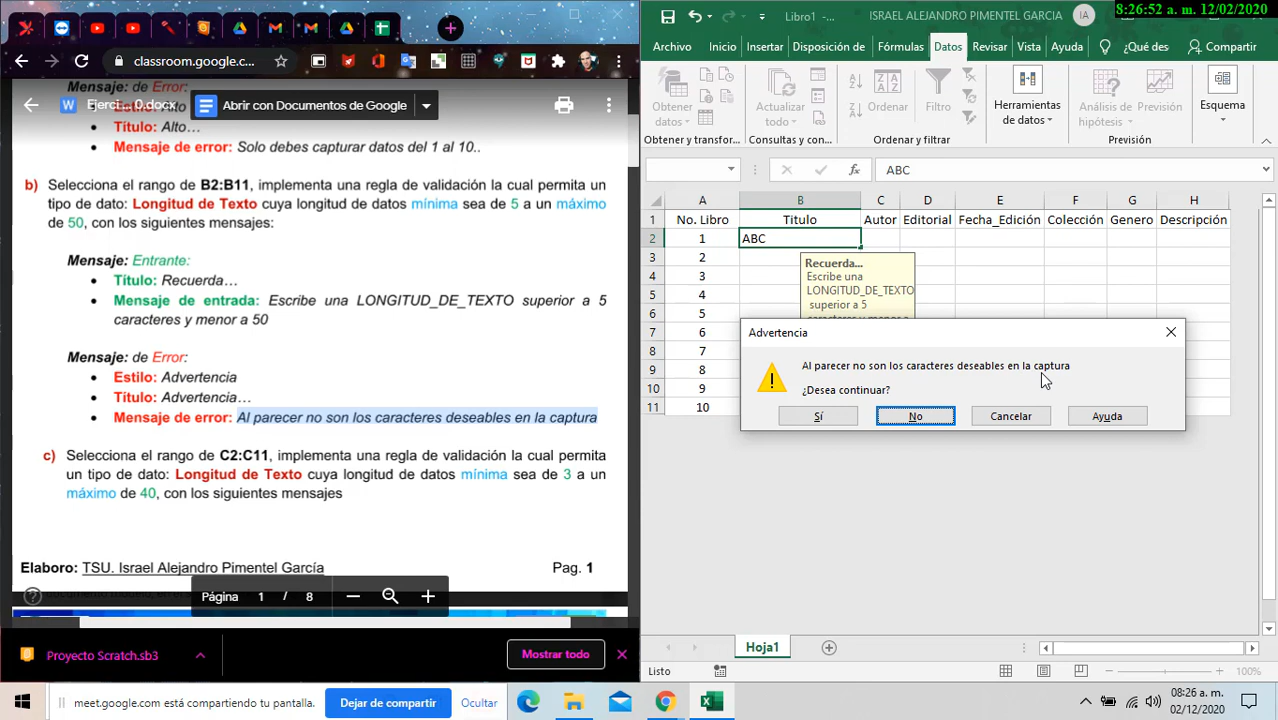 classroom.google.c...
Ejerci... 0.docx
Abrir con Documentos de Google
Mensaje: de Error:
Título: Alto…
Mensaje de error: Solo debes capturar datos del 1 al 10..
b) Selecciona el rango de B2:B11, implementa una regla de validación la cual permita un
tipo de dato: Longitud de Texto cuya longitud de datos mínima sea de 5 a un máximo
de 50, con los siguientes mensajes:
Mensaje: Entrante:
Título: Recuerda…
Mensaje de entrada: Escribe una LONGITUD_DE_TEXTO superior a 5
caracteres y menor a 50
Mensaje: de Error:
Estilo: Advertencia
Título: Advertencia…
Mensaje de error: Al parecer no son los caracteres deseables en la captura
c) Selecciona el rango de C2:C11, implementa una regla de validación la cual permita
un tipo de dato: Longitud de Texto cuya longitud de datos mínima sea de 3 a un
máximo de 40, con los siguientes mensajes
Elaboro: TSU. Israel Alejandro Pimentel García Pag. 1
Página 1 / 8
Proyecto Scratch.sb3
Mostrar todo
meet.google.com está compartiendo tu pantalla.
Dejar de compartir
Ocultar
Libro1 -...
ISRAEL ALEJANDRO PIMENTEL GARCIA
IA
8:26:52 a. m. 12/02/2020
Archivo Inicio Insertar Disposición de Fórmulas Datos Revisar Vista Ayuda ¿Qué des Compartir
Obtener datos
Actualizar todo
Ordenar
Filtro
Herramientas de datos
Análisis de hipótesis
Previsión
Esquema
Obtener y transfor... Consultas y con... Ordenar y filtrar Previsión
fx ABC
A B C D E F G H
1 No. Libro Titulo Autor Editorial Fecha_Edición Colección Genero Descripción
2 1 ABC
3 2
4 3
5 4
6 5
7 6
8 7
9 8
10 9
11 10
Recuerda...
Escribe una
LONGITUD_DE_TEXTO
superior a 5
caracteres y menor a
Advertencia
Al parecer no son los caracteres deseables en la captura
¿Desea continuar?
Sí
No
Cancelar
Ayuda
Hoja1
Listo
100%
08:26 a. m.
02/12/2020